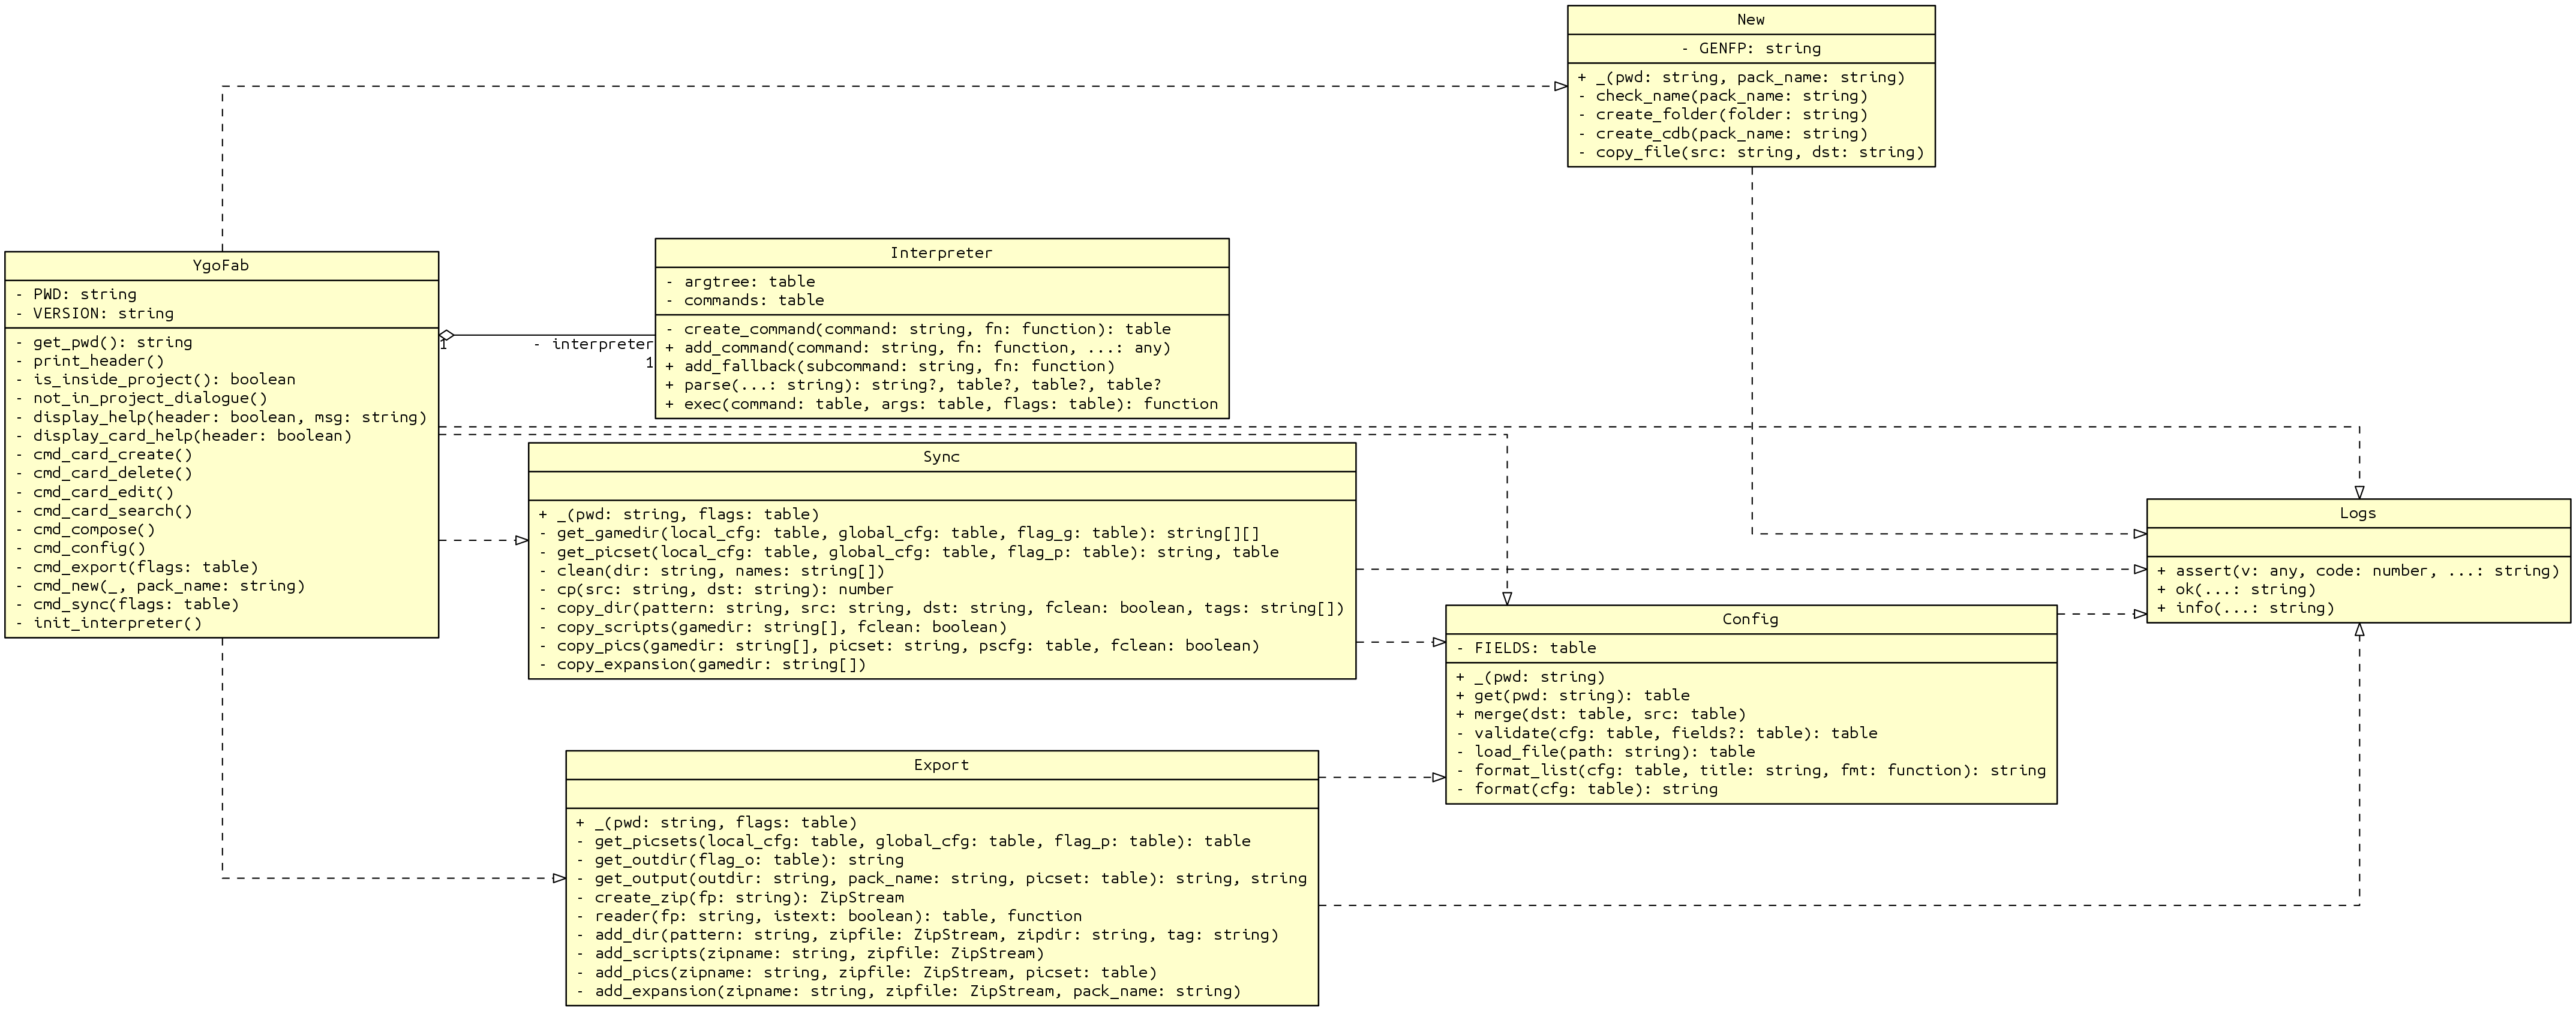 New
- GENFP: string
+ _(pwd: string, pack_name: string)
- check_name(pack_name: string)
- create_folder(folder: string)
- create_cdb(pack_name: string)
- copy_file(src: string, dst: string)
YgoFab
- PWD: string
- VERSION: string
- get_pwd(): string
- print_header()
- is_inside_project(): boolean
- not_in_project_dialogue()
- display_help(header: boolean, msg: string)
- display_card_help(header: boolean)
- cmd_card_create()
- cmd_card_delete()
- cmd_card_edit()
- cmd_card_search()
- cmd_compose()
- cmd_config()
- cmd_export(flags: table)
- cmd_new(_, pack_name: string)
- cmd_sync(flags: table)
- init_interpreter()
1
- interpreter
1
Interpreter
- argtree: table
- commands: table
- create_command(command: string, fn: function): table
+ add_command(command: string, fn: function, ...: any)
+ add_fallback(subcommand: string, fn: function)
+ parse(...: string): string?, table?, table?, table?
+ exec(command: table, args: table, flags: table): function
Sync
+ _(pwd: string, flags: table)
- get_gamedir(local_cfg: table, global_cfg: table, flag_g: table): string[][]
- get_picset(local_cfg: table, global_cfg: table, flag_p: table): string, table
- clean(dir: string, names: string[])
- cp(src: string, dst: string): number
- copy_dir(pattern: string, src: string, dst: string, fclean: boolean, tags: string[])
- copy_scripts(gamedir: string[], fclean: boolean)
- copy_pics(gamedir: string[], picset: string, pscfg: table, fclean: boolean)
- copy_expansion(gamedir: string[])
Logs
+ assert(v: any, code: number, ...: string)
+ ok(...: string)
+ info(...: string)
Config
- FIELDS: table
+ _(pwd: string)
+ get(pwd: string): table
+ merge(dst: table, src: table)
- validate(cfg: table, fields?: table): table
- load_file(path: string): table
- format_list(cfg: table, title: string, fmt: function): string
- format(cfg: table): string
Export
+ _(pwd: string, flags: table)
- get_picsets(local_cfg: table, global_cfg: table, flag_p: table): table
- get_outdir(flag_o: table): string
- get_output(outdir: string, pack_name: string, picset: table): string, string
- create_zip(fp: string): ZipStream
- reader(fp: string, istext: boolean): table, function
- add_dir(pattern: string, zipfile: ZipStream, zipdir: string, tag: string)
- add_scripts(zipname: string, zipfile: ZipStream)
- add_pics(zipname: string, zipfile: ZipStream, picset: table)
- add_expansion(zipname: string, zipfile: ZipStream, pack_name: string)